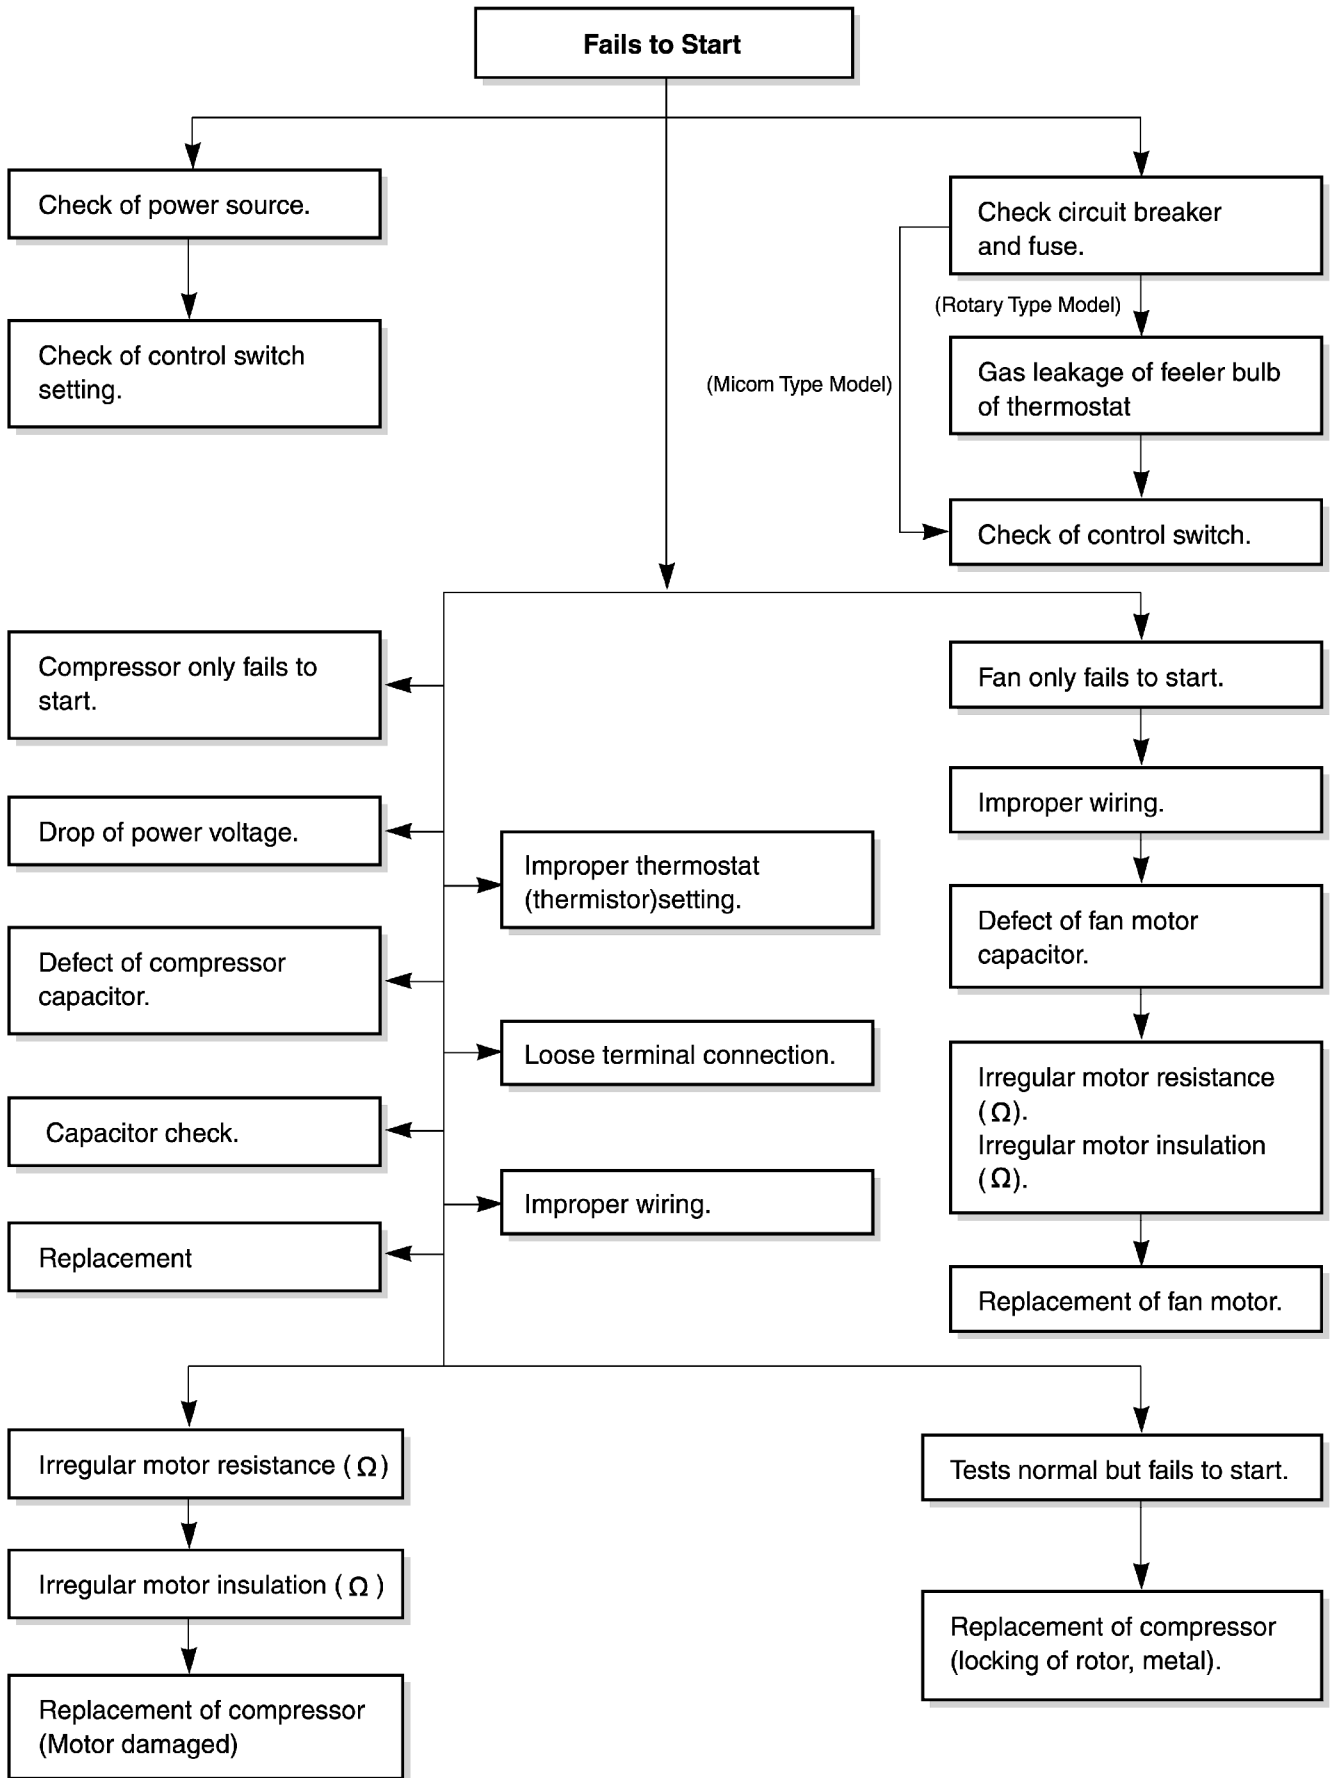 Fails to Start
Check of power source.
Check circuit breaker
and fuse.
(Rotary Type Model)
Check of control switch
setting.
(Micom Type Model)
Gas leakage of feeler bulb
of thermostat
Check of control switch.
Compressor only fails to
start.
Fan only fails to start.
Drop of power voltage.
Improper wiring.
Improper thermostat
(thermistor)setting.
Defect of fan motor
capacitor.
Defect of compressor
capacitor.
Loose terminal connection.
Irregular motor resistance
(Ω).
Irregular motor insulation
(Ω).
Capacitor check.
Improper wiring.
Replacement
Replacement of fan motor.
Irregular motor resistance (Ω)
Tests normal but fails to start.
Irregular motor insulation (Ω )
Replacement of compressor
(locking of rotor, metal).
Replacement of compressor
(Motor damaged)